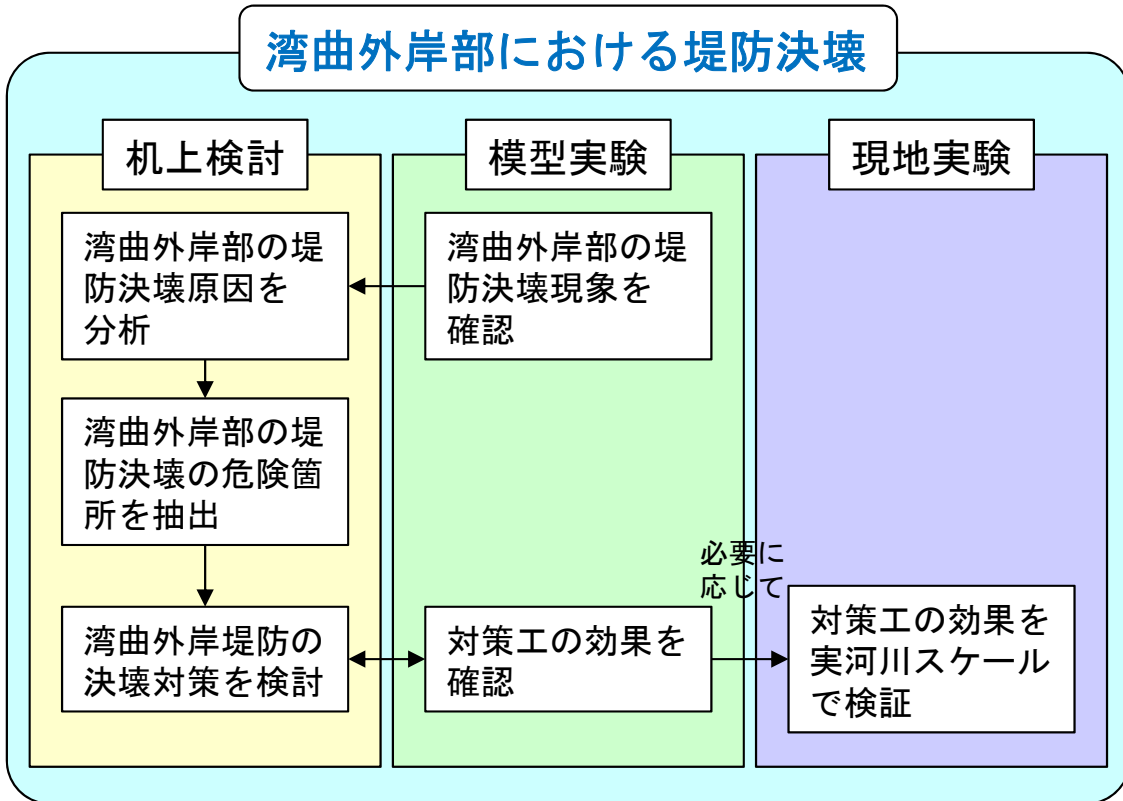 湾曲外岸部における堤防決壊
机上検討
湾曲外岸部の堤
防決壊原因を
分析
湾曲外岸部の堤
防決壊の危険箇
所を抽出
湾曲外岸堤防の
決壊対策を検討
模型実験
湾曲外岸部の堤
防決壊現象を
確認
対策工の効果を
確認
必要に
応じて
現地実験
対策工の効果を
実河川スケール
で検証